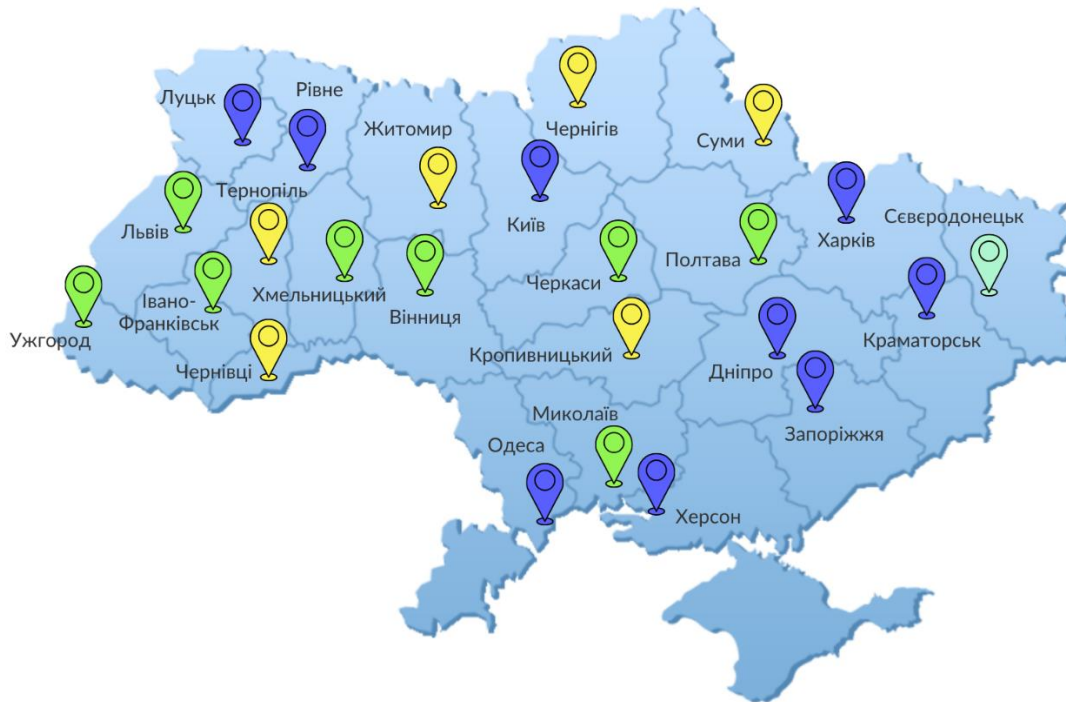 Луцьк
Рівне
Житомир
Чернігів
Суми
Тернопіль
Львів
Київ
Харків
Сєвєродонецьк
Хмельницький
Вінниця
Черкаси
Полтава
Івано-
Франківськ
Ужгород
Чернівці
Кропивницький
Дніпро
Краматорськ
Запоріжжя
Миколаїв
Одеса
Херсон